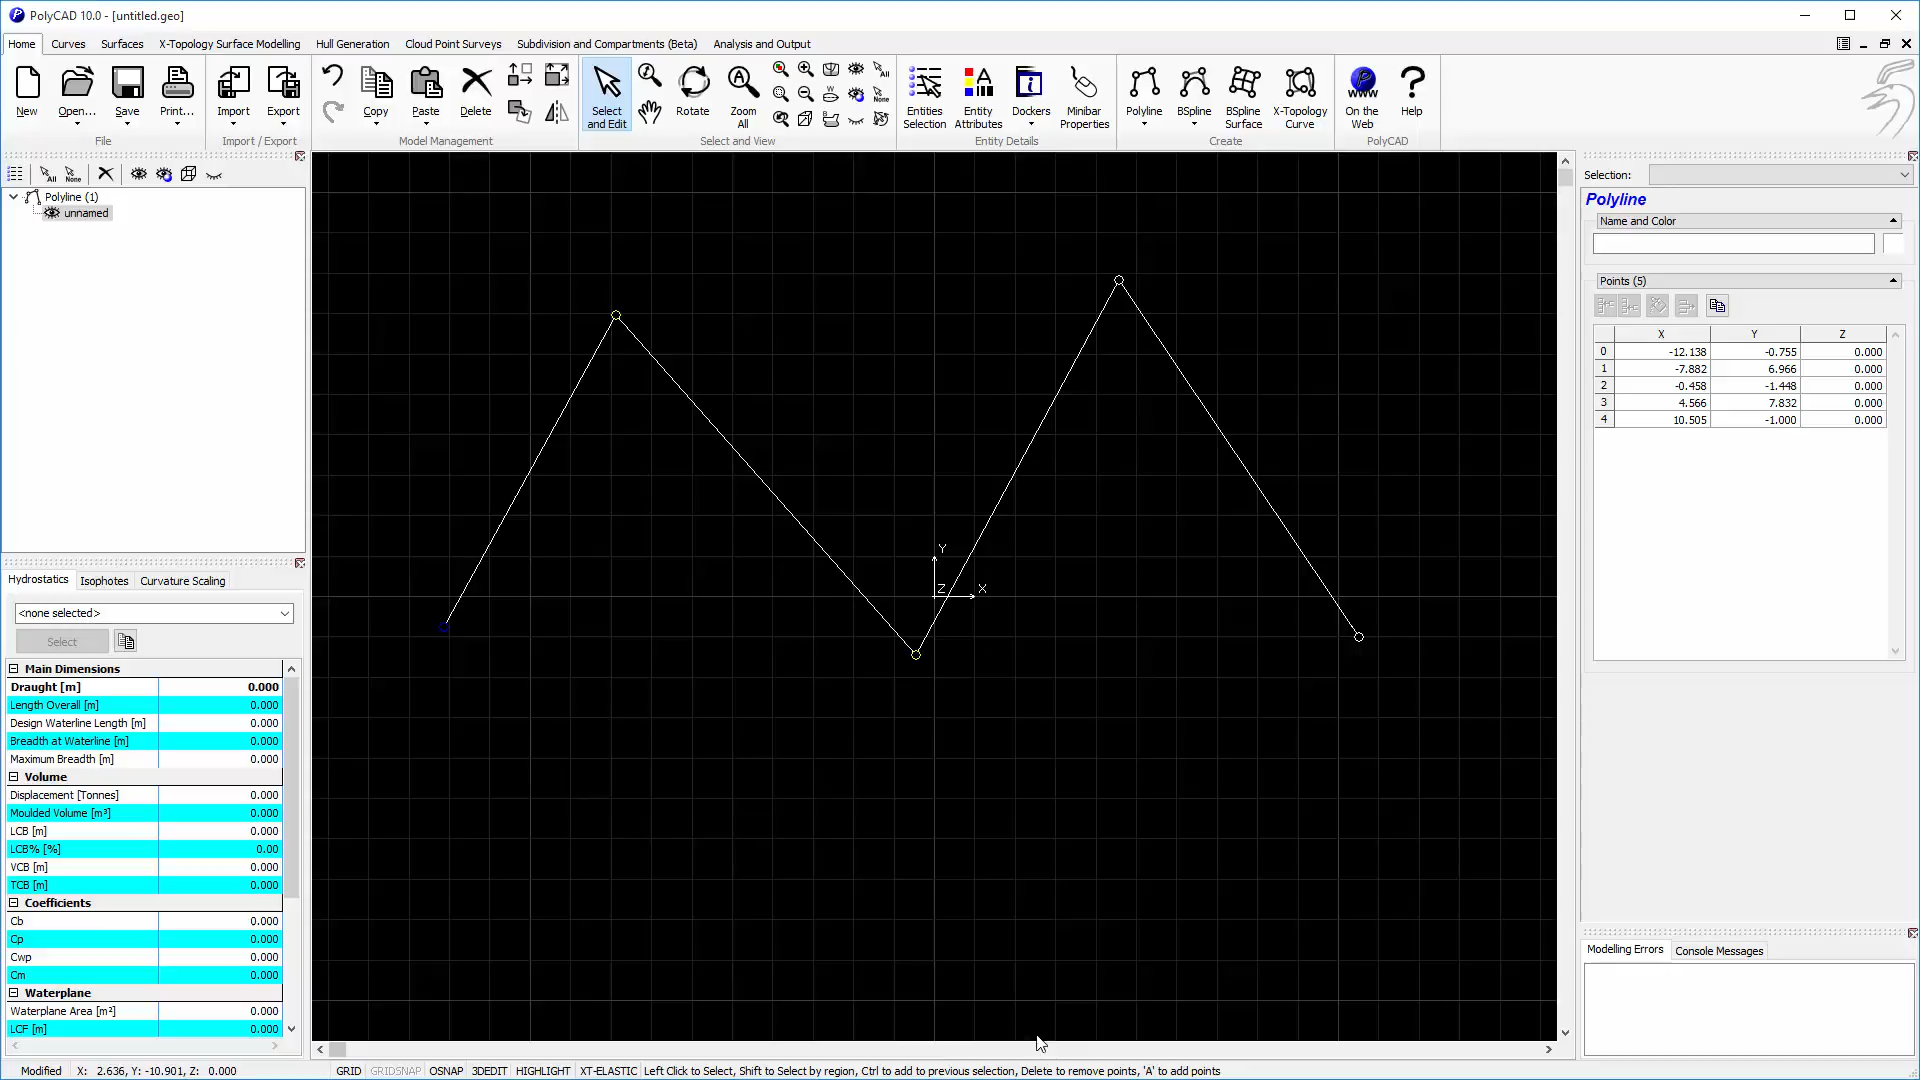 PolyCAD 10.0 - [untitled.geo]
Home Curves Surfaces X-Topology Surface Modelling Hull Generation Cloud Point Surveys Subdivision and Compartments (Beta) Analysis and Output
New Open... Save Print... Import Export Copy Paste Delete Select and Edit Rotate Zoom All All None Entities Selection Entity Attributes Dockers Minibar Properties Polyline BSpline BSpline Surface X-Topology Curve On the Web Help
File Import / Export Model Management Select and View Entity Details Create PolyCAD
All None
Polyline (1)
unnamed
Hydrostatics Isophotes Curvature Scaling
<none selected>
Select
Main Dimensions
Draught [m] 0.000
Length Overall [m] 0.000
Design Waterline Length [m] 0.000
Breadth at Waterline [m] 0.000
Maximum Breadth [m] 0.000
Volume
Displacement [Tonnes] 0.000
Moulded Volume [m³] 0.000
LCB [m] 0.000
LCB% [%] 0.00
VCB [m] 0.000
TCB [m] 0.000
Coefficients
Cb 0.000
Cp 0.000
Cwp 0.000
Cm 0.000
Waterplane
Waterplane Area [m²] 0.000
LCF [m] 0.000
Y
Z X
Selection:
Polyline
Name and Color
Points (5)
X Y Z
0 -12.138 -0.755 0.000
1 -7.882 6.966 0.000
2 -0.458 -1.448 0.000
3 4.566 7.832 0.000
4 10.505 -1.000 0.000
Modelling Errors Console Messages
Modified X: 2.636, Y: -10.901, Z: 0.000 GRID GRIDSNAP OSNAP 3DEDIT HIGHLIGHT XT-ELASTIC Left Click to Select, Shift to Select by region, Ctrl to add to previous selection, Delete to remove points, 'A' to add points